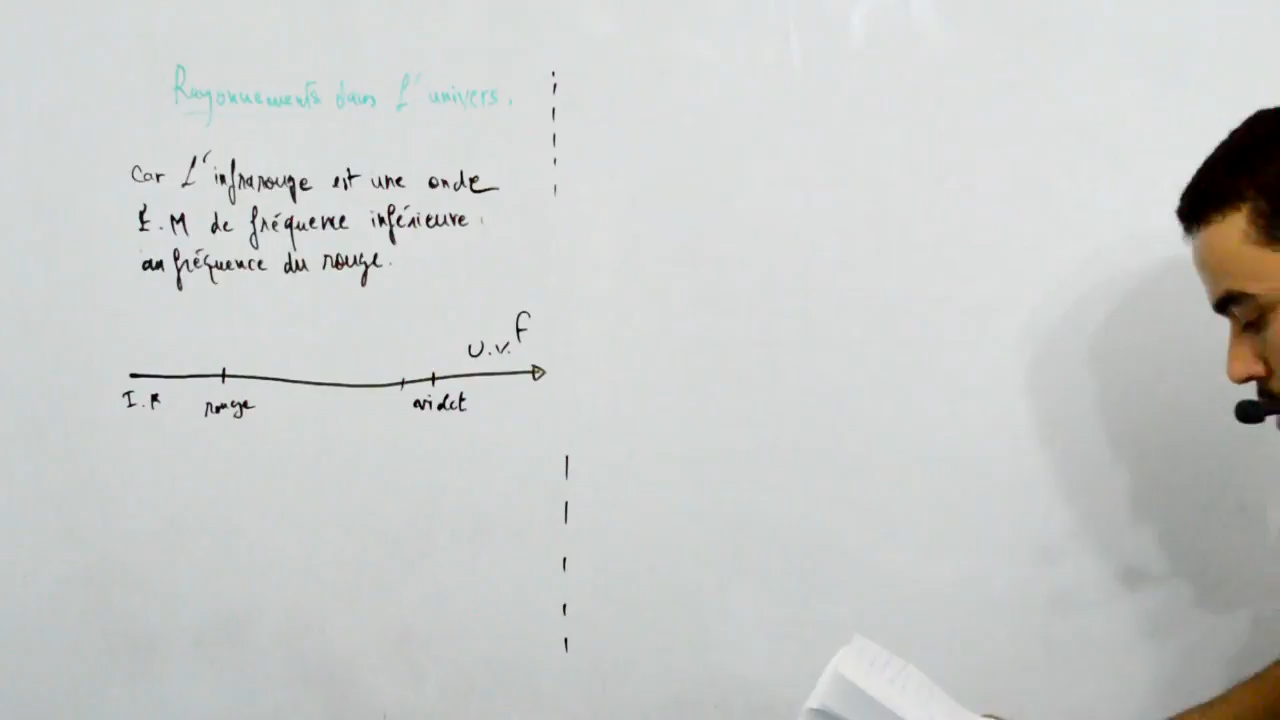 Rayonnements dans l'univers.
Car l'infrarouge est une onde
E.M de fréquence inférieure
au fréquence du rouge.
U.V. f
I.R rouge violet